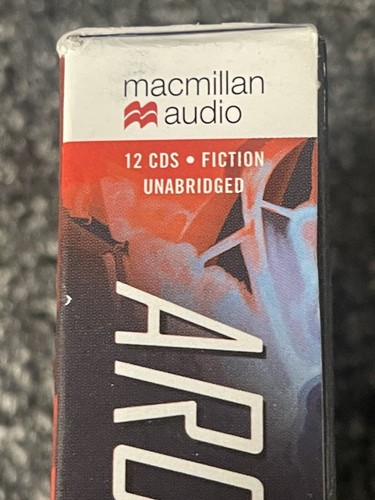 macmillan
audio
12 CDS • FICTION
UNABRIDGED